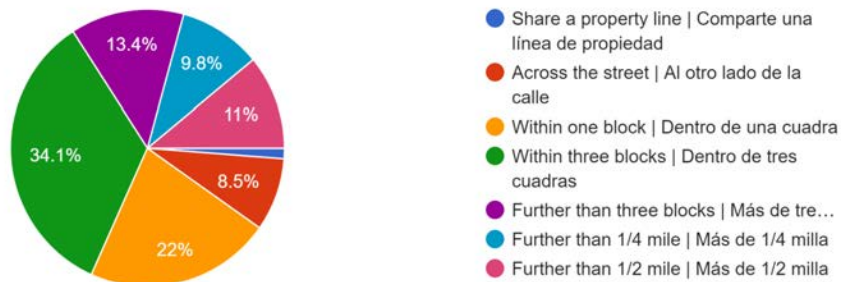 13.4%
9.8%
11%
8.5%
22%
34.1%
Share a property line | Comparte una
línea de propiedad
Across the street | Al otro lado de la
calle
Within one block | Dentro de una cuadra
Within three blocks | Dentro de tres
cuadras
Further than three blocks | Más de tre…
Further than 1/4 mile | Más de 1/4 milla
Further than 1/2 mile | Más de 1/2 milla